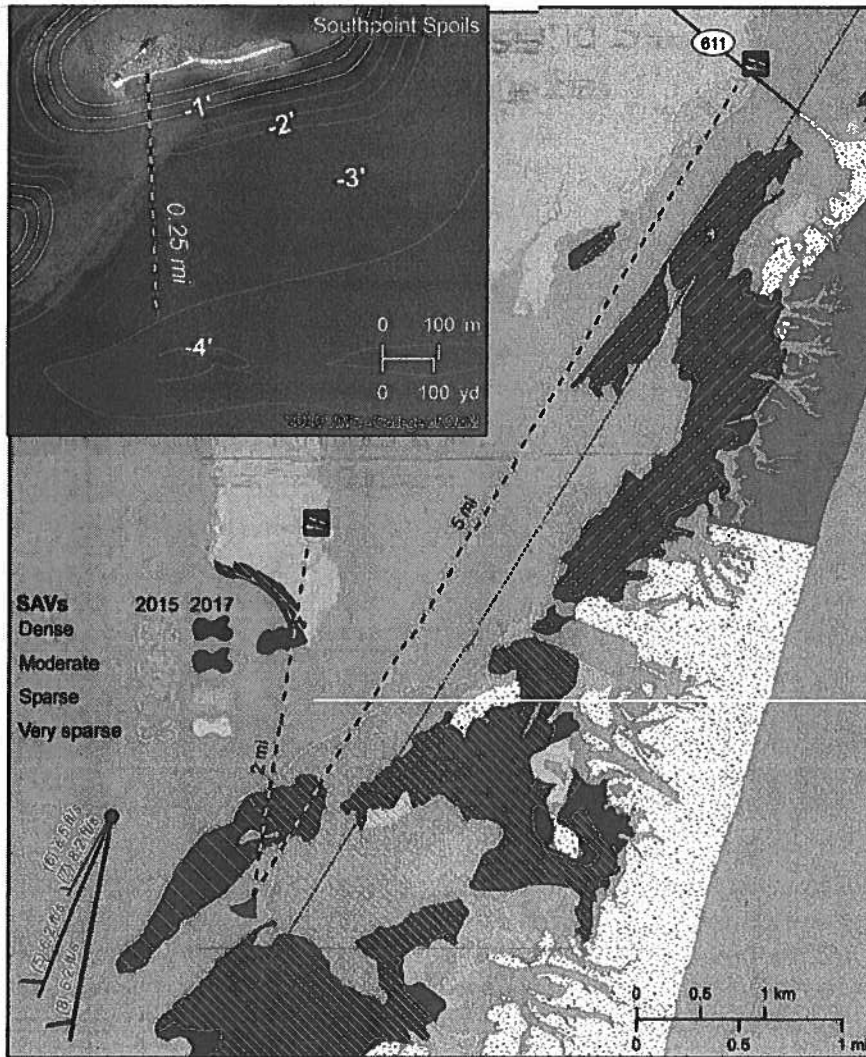 Southpoint Spoils
-1'
-2'
-3'
0.25 mi
-4'
0 100 m
0 100 yd
611
5 mi
2 mi
SAVs 2015 2017
Dense
Moderate
Sparse
Very sparse
0 0.5 1 km
0 0.5 1 m